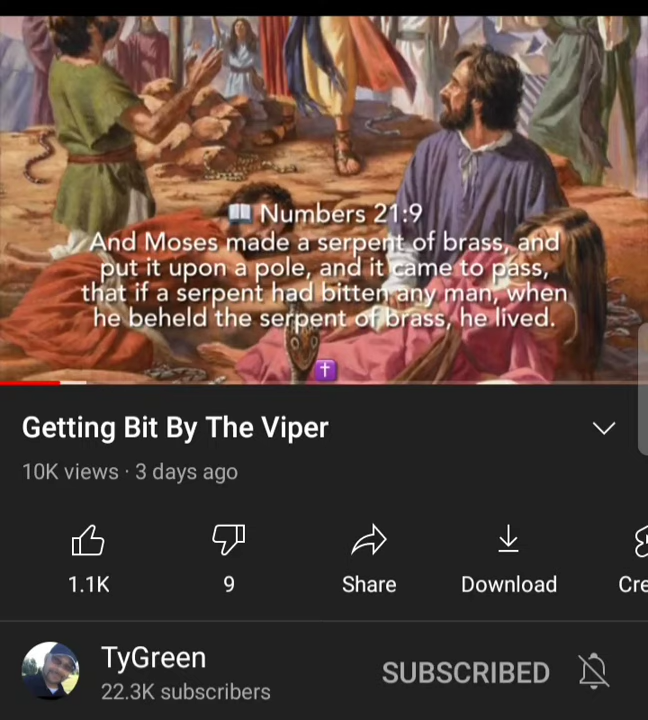 📖 Numbers 21:9
And Moses made a serpent of brass, and
put it upon a pole, and it came to pass,
that if a serpent had bitten any man, when
he beheld the serpent of brass, he lived.
Getting Bit By The Viper
10K views · 3 days ago
1.1K 9 Share Download Cre
TyGreen
SUBSCRIBED
22.3K subscribers